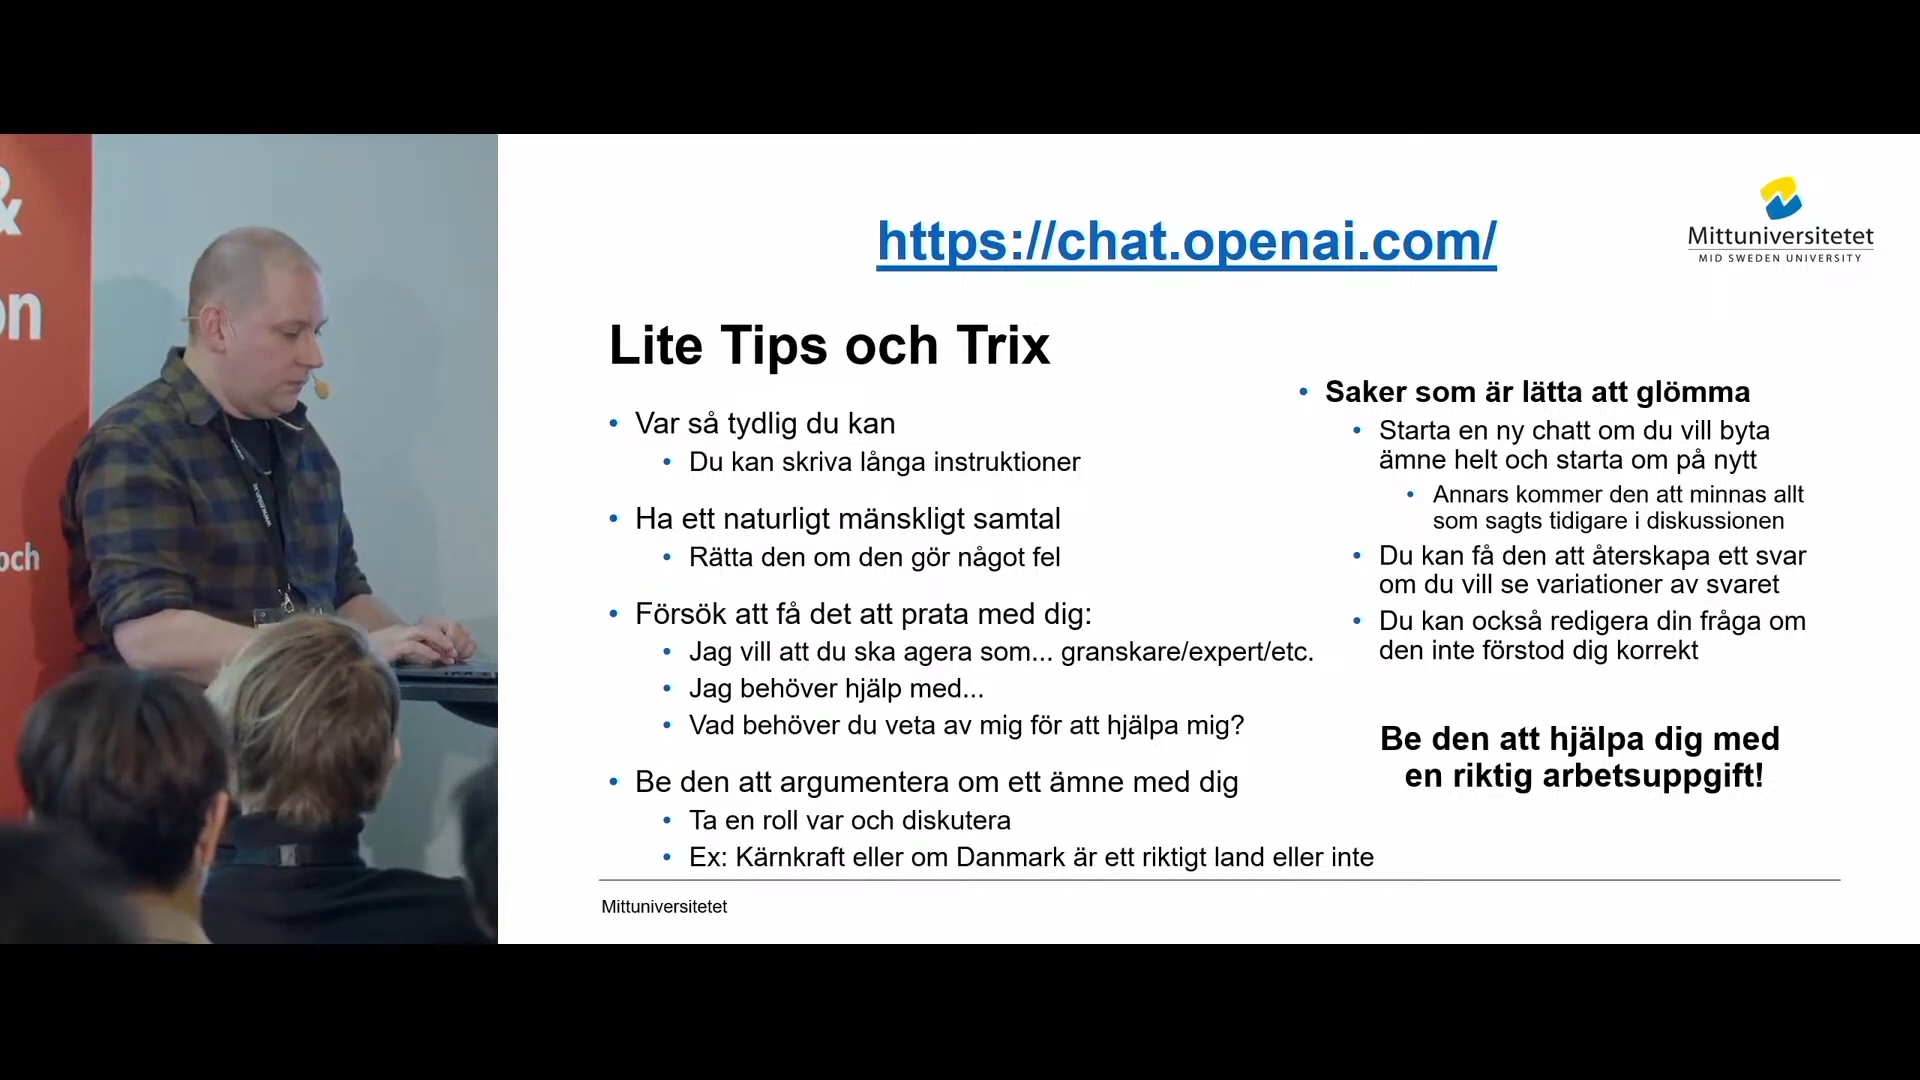 &
on
och
https://chat.openai.com/
Mittuniversitetet
MID SWEDEN UNIVERSITY
Lite Tips och Trix
• Var så tydlig du kan
• Du kan skriva långa instruktioner
• Ha ett naturligt mänskligt samtal
• Rätta den om den gör något fel
• Försök att få det att prata med dig:
• Jag vill att du ska agera som... granskare/expert/etc.
• Jag behöver hjälp med...
• Vad behöver du veta av mig för att hjälpa mig?
• Be den att argumentera om ett ämne med dig
• Ta en roll var och diskutera
• Ex: Kärnkraft eller om Danmark är ett riktigt land eller inte
• Saker som är lätta att glömma
• Starta en ny chatt om du vill byta
ämne helt och starta om på nytt
• Annars kommer den att minnas allt
som sagts tidigare i diskussionen
• Du kan få den att återskapa ett svar
om du vill se variationer av svaret
• Du kan också redigera din fråga om
den inte förstod dig korrekt
Be den att hjälpa dig med
en riktig arbetsuppgift!
Mittuniversitetet